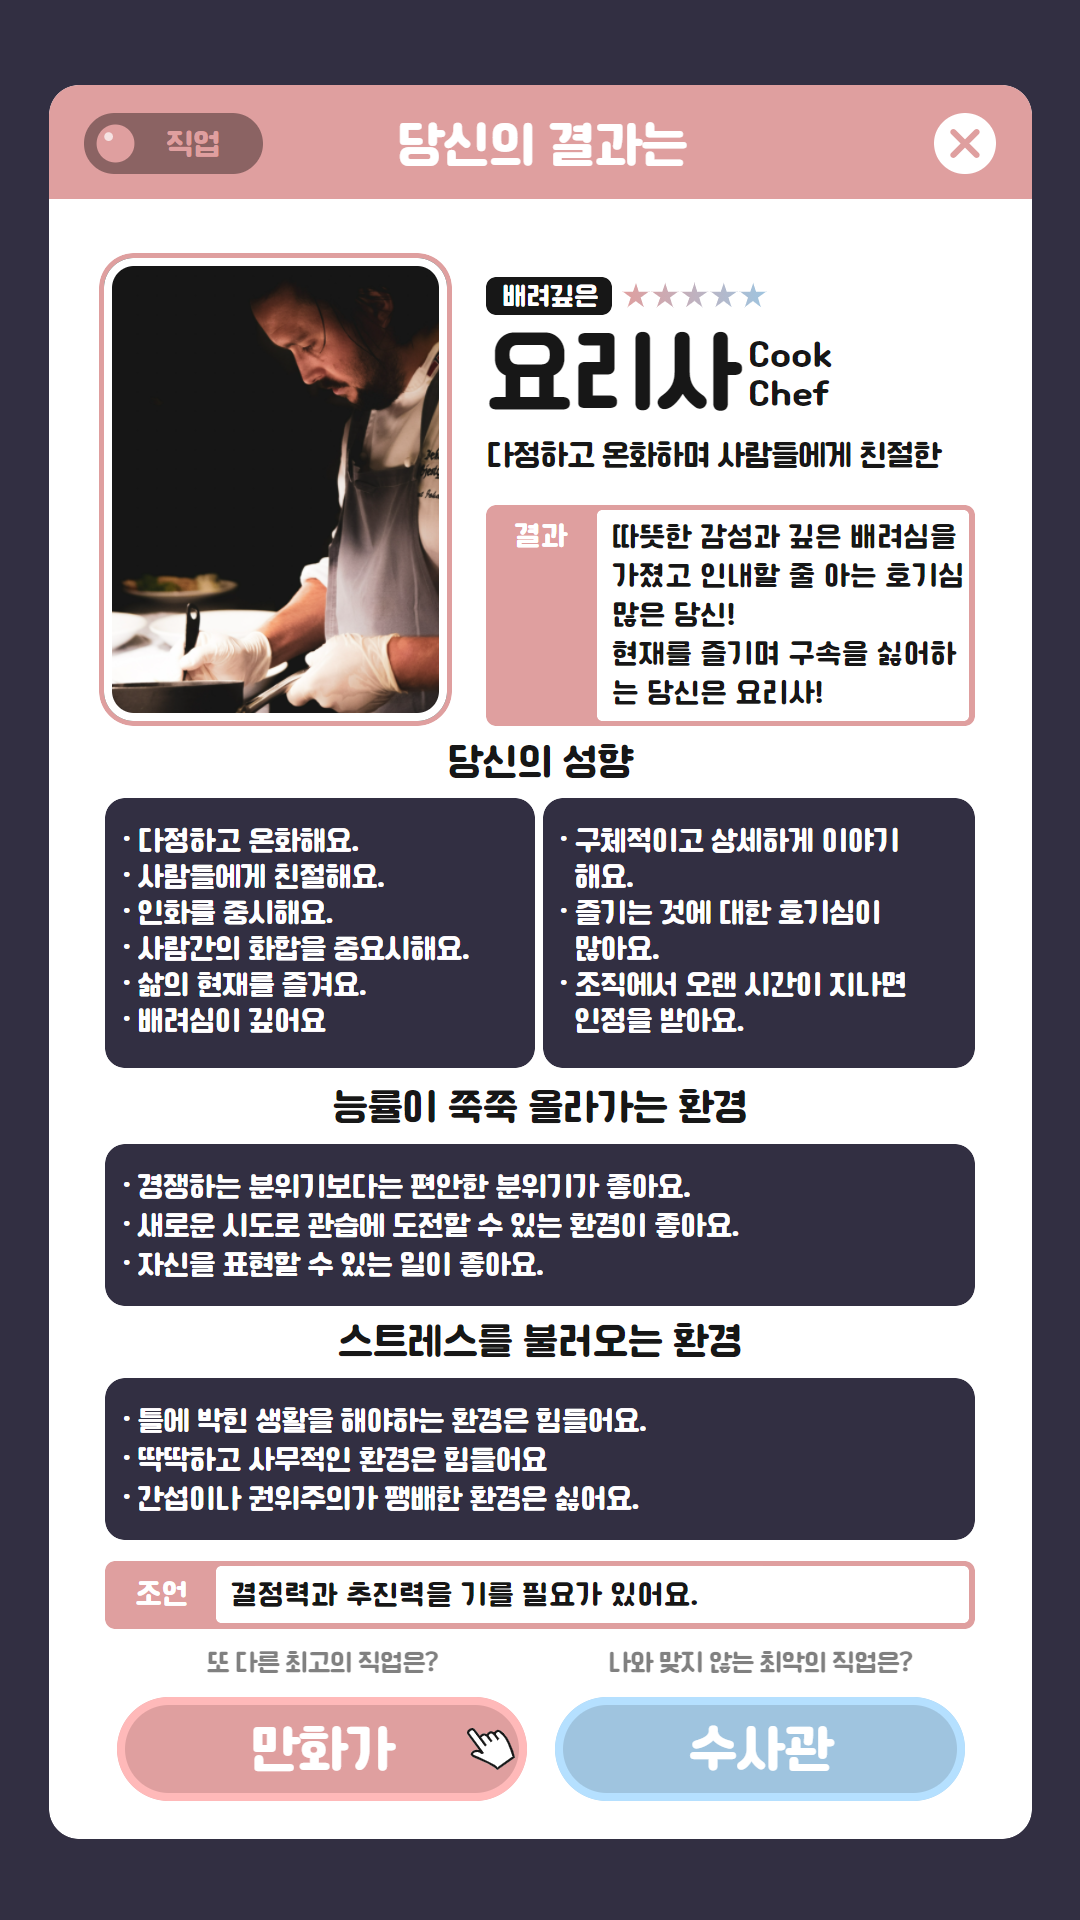 직업
당신의 결과는
배려깊은
요리사
Cook
Chef
다정하고 온화하며 사람들에게 친절한
결과
따뜻한 감성과 깊은 배려심을
가졌고 인내할 줄 아는 호기심
많은 당신!
현재를 즐기며 구속을 싫어하
는 당신은 요리사!
당신의 성향
· 다정하고 온화해요.
· 사람들에게 친절해요.
· 인화를 중시해요.
· 사람간의 화합을 중요시해요.
· 삶의 현재를 즐겨요.
· 배려심이 깊어요
· 구체적이고 상세하게 이야기
해요.
· 즐기는 것에 대한 호기심이
많아요.
· 조직에서 오랜 시간이 지나면
인정을 받아요.
능률이 쭉쭉 올라가는 환경
· 경쟁하는 분위기보다는 편안한 분위기가 좋아요.
· 새로운 시도로 관습에 도전할 수 있는 환경이 좋아요.
· 자신을 표현할 수 있는 일이 좋아요.
스트레스를 불러오는 환경
· 틀에 박힌 생활을 해야하는 환경은 힘들어요.
· 딱딱하고 사무적인 환경은 힘들어요
· 간섭이나 권위주의가 팽배한 환경은 싫어요.
조언
결정력과 추진력을 기를 필요가 있어요.
또 다른 최고의 직업은?
나와 맞지 않는 최악의 직업은?
만화가
수사관